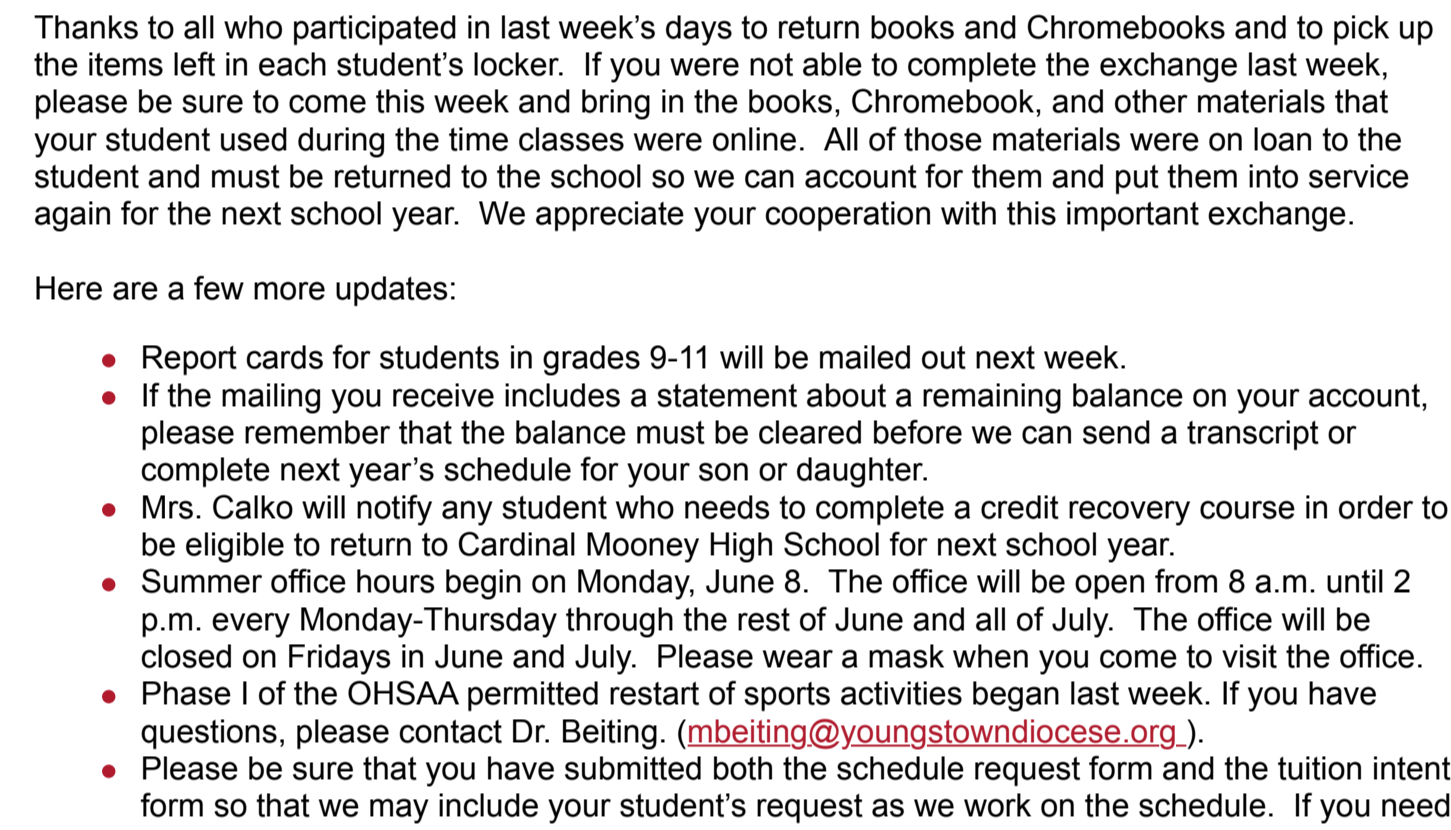 Thanks to all who participated in last week’s days to return books and Chromebooks and to pick up
the items left in each student’s locker.  If you were not able to complete the exchange last week,
please be sure to come this week and bring in the books, Chromebook, and other materials that
your student used during the time classes were online.  All of those materials were on loan to the
student and must be returned to the school so we can account for them and put them into service
again for the next school year.  We appreciate your cooperation with this important exchange.
Here are a few more updates:
● Report cards for students in grades 9-11 will be mailed out next week.
● If the mailing you receive includes a statement about a remaining balance on your account,
please remember that the balance must be cleared before we can send a transcript or
complete next year’s schedule for your son or daughter.
● Mrs. Calko will notify any student who needs to complete a credit recovery course in order to
be eligible to return to Cardinal Mooney High School for next school year.
● Summer office hours begin on Monday, June 8.  The office will be open from 8 a.m. until 2
p.m. every Monday-Thursday through the rest of June and all of July.  The office will be
closed on Fridays in June and July.  Please wear a mask when you come to visit the office.
● Phase I of the OHSAA permitted restart of sports activities began last week. If you have
questions, please contact Dr. Beiting. (mbeiting@youngstowndiocese.org ).
● Please be sure that you have submitted both the schedule request form and the tuition intent
form so that we may include your student’s request as we work on the schedule.  If you need